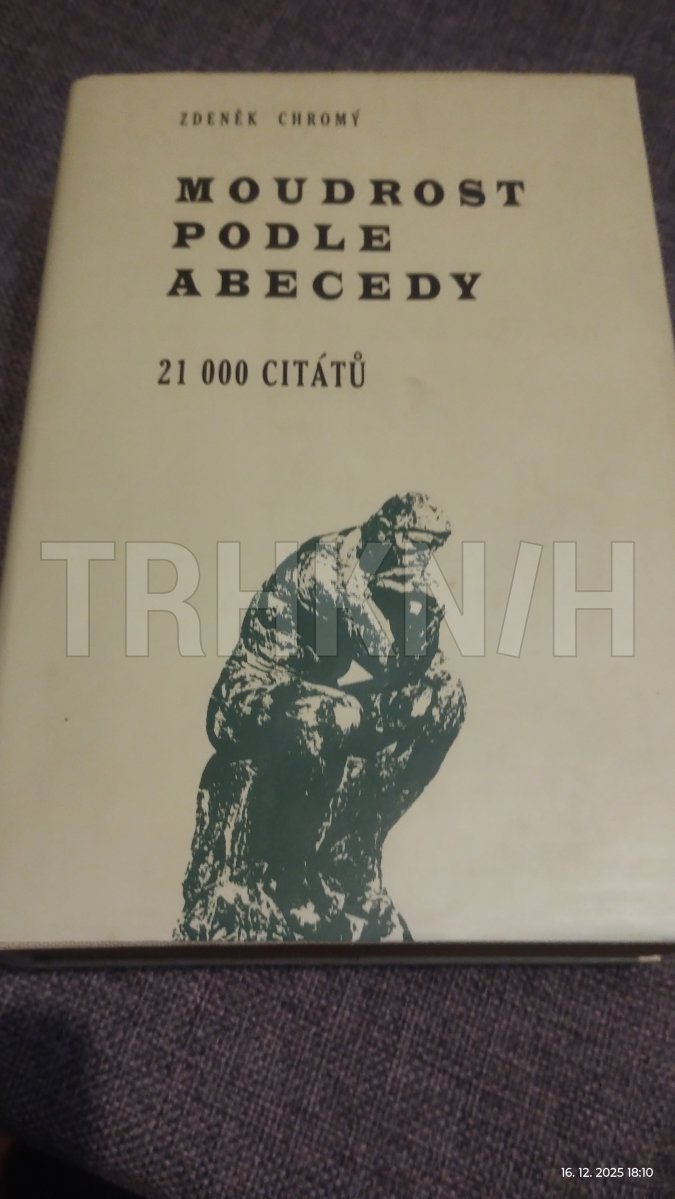 ZDENĚK CHROMÝ
MOUDROST
PODLE
ABECEDY
21 000 CITÁTŮ
TRHKNIH
16. 12. 2025 18:10